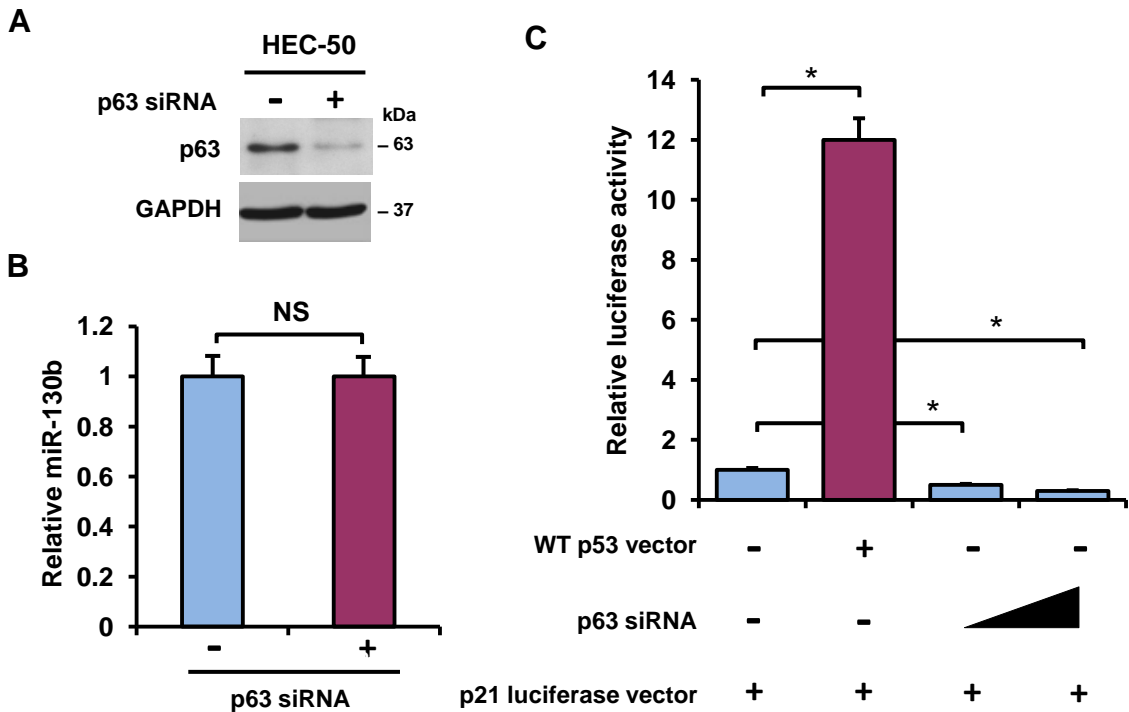 A
HEC-50
p63 siRNA - +
kDa
p63 – 63
GAPDH – 37
B
NS
Relative miR-130b
1.2
1
0.8
0.6
0.4
0.2
0
- +
p63 siRNA
C
Relative luciferase activity
14
12
10
8
6
4
2
0
*
*
*
WT p53 vector - + - -
p63 siRNA - -
p21 luciferase vector + + + +